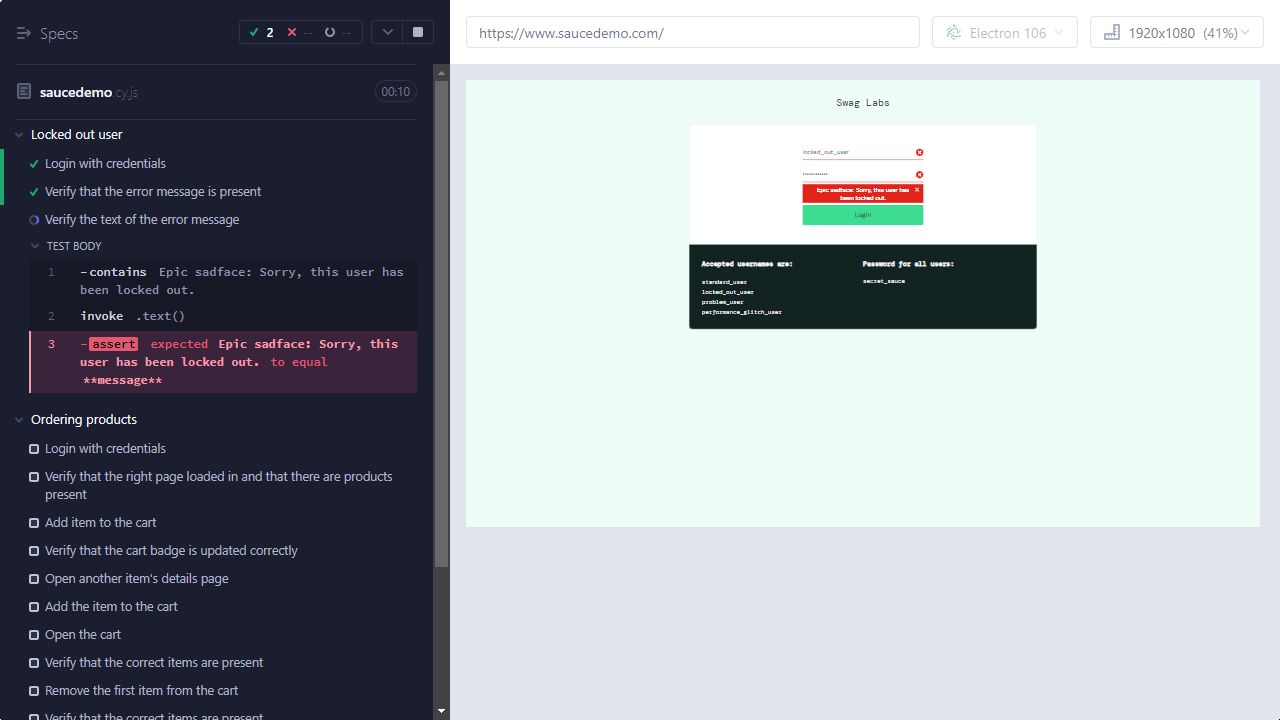 Specs
2
--
--
saucedemo.cy.js
00:10
Locked out user
Login with credentials
Verify that the error message is present
Verify the text of the error message
TEST BODY
1 -contains Epic sadface: Sorry, this user has
been locked out.
2 invoke .text()
3 -assert expected Epic sadface: Sorry, this
user has been locked out. to equal
**message**
Ordering products
Login with credentials
Verify that the right page loaded in and that there are products
present
Add item to the cart
Verify that the cart badge is updated correctly
Open another item's details page
Add the item to the cart
Open the cart
Verify that the correct items are present
Remove the first item from the cart
Verify that the correct items are present
https://www.saucedemo.com/
Electron 106
1920x1080 (41%)
Swag Labs
locked_out_user
Epic sadface: Sorry, this user has
been locked out.
Login
Accepted usernames are:
standard_user
locked_out_user
problem_user
performance_glitch_user
Password for all users:
secret_sauce